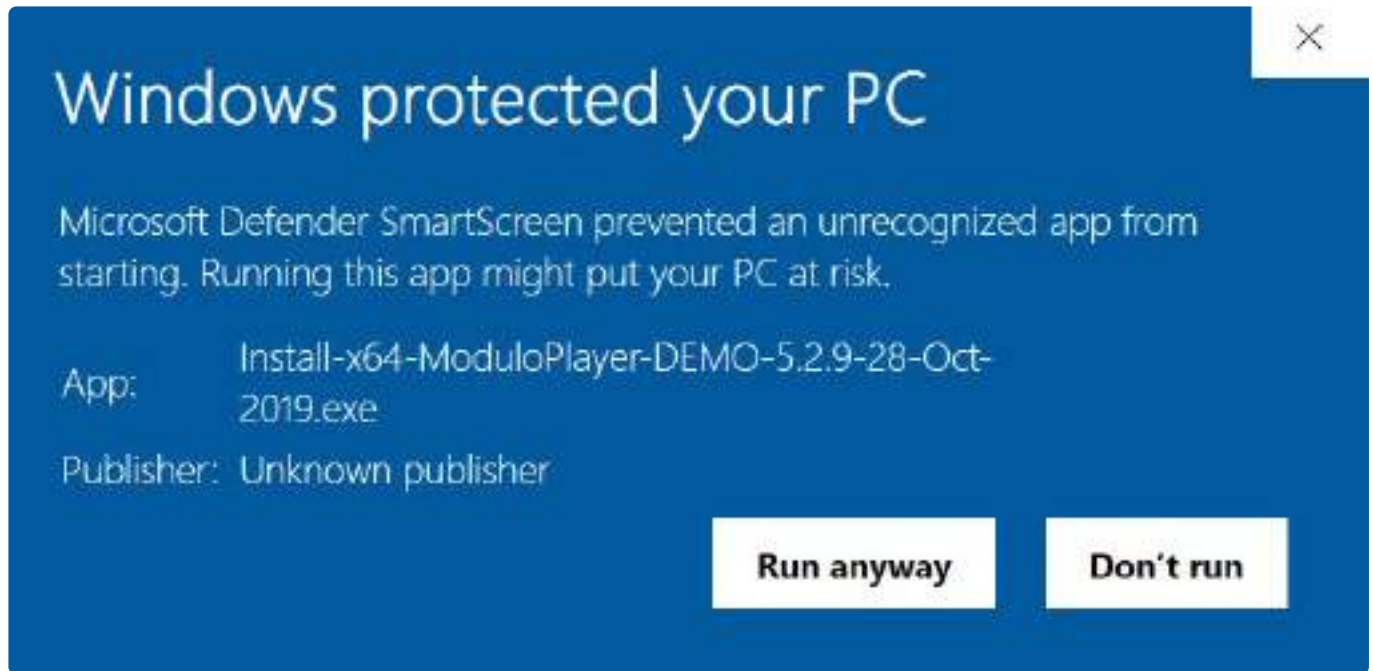 Windows protected your PC
Microsoft Defender SmartScreen prevented an unrecognized app from
starting. Running this app might put your PC at risk.
App: Install-x64-ModuloPlayer-DEMO-5.2.9-28-Oct-
2019.exe
Publisher: Unknown publisher
Run anyway Don't run